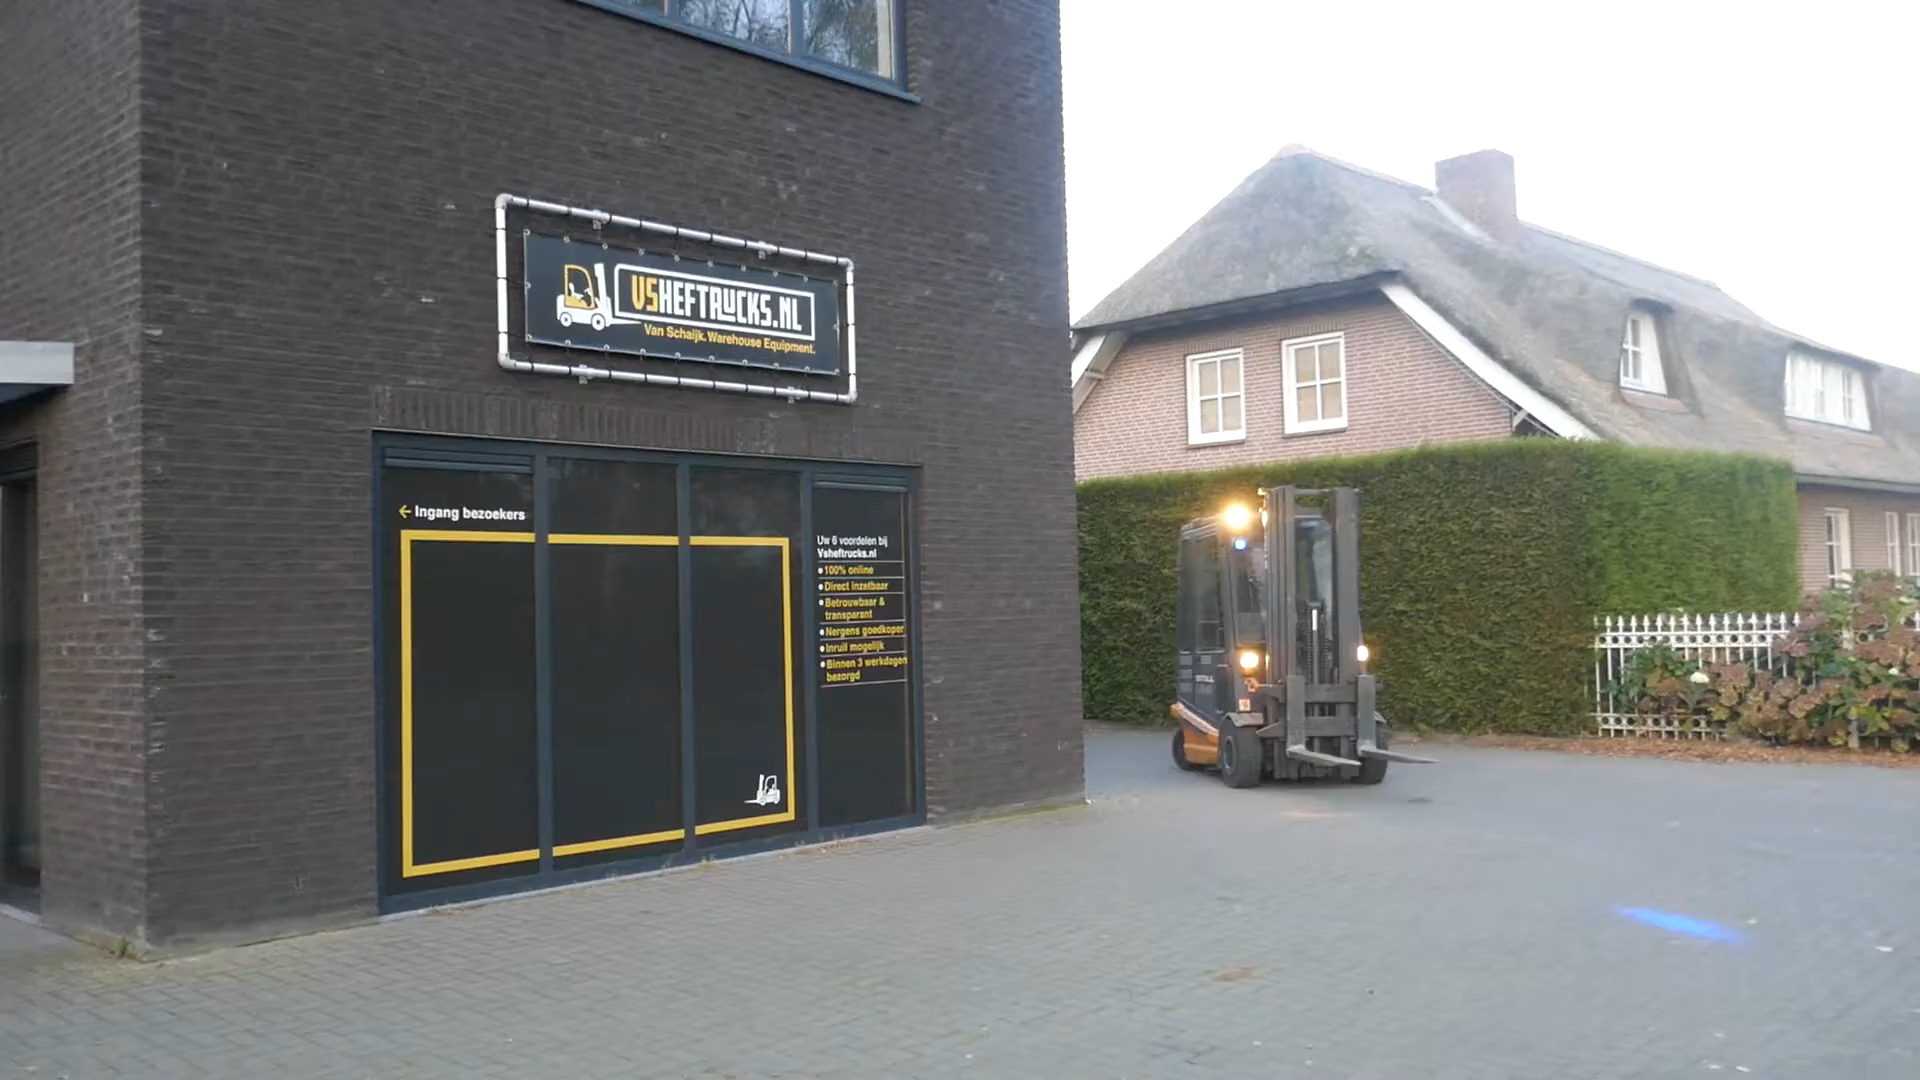 VSHEFTRUCKS.NL
Van Schaijk. Warehouse Equipment.
← Ingang bezoekers
Uw 6 voordelen bij
Vsheftrucks.nl
• 100% online
• Direct inzetbaar
• Betrouwbaar &
transparant
• Nergens goedkoper
• Inruil mogelijk
• Binnen 3 werkdagen
bezorgd
STILL